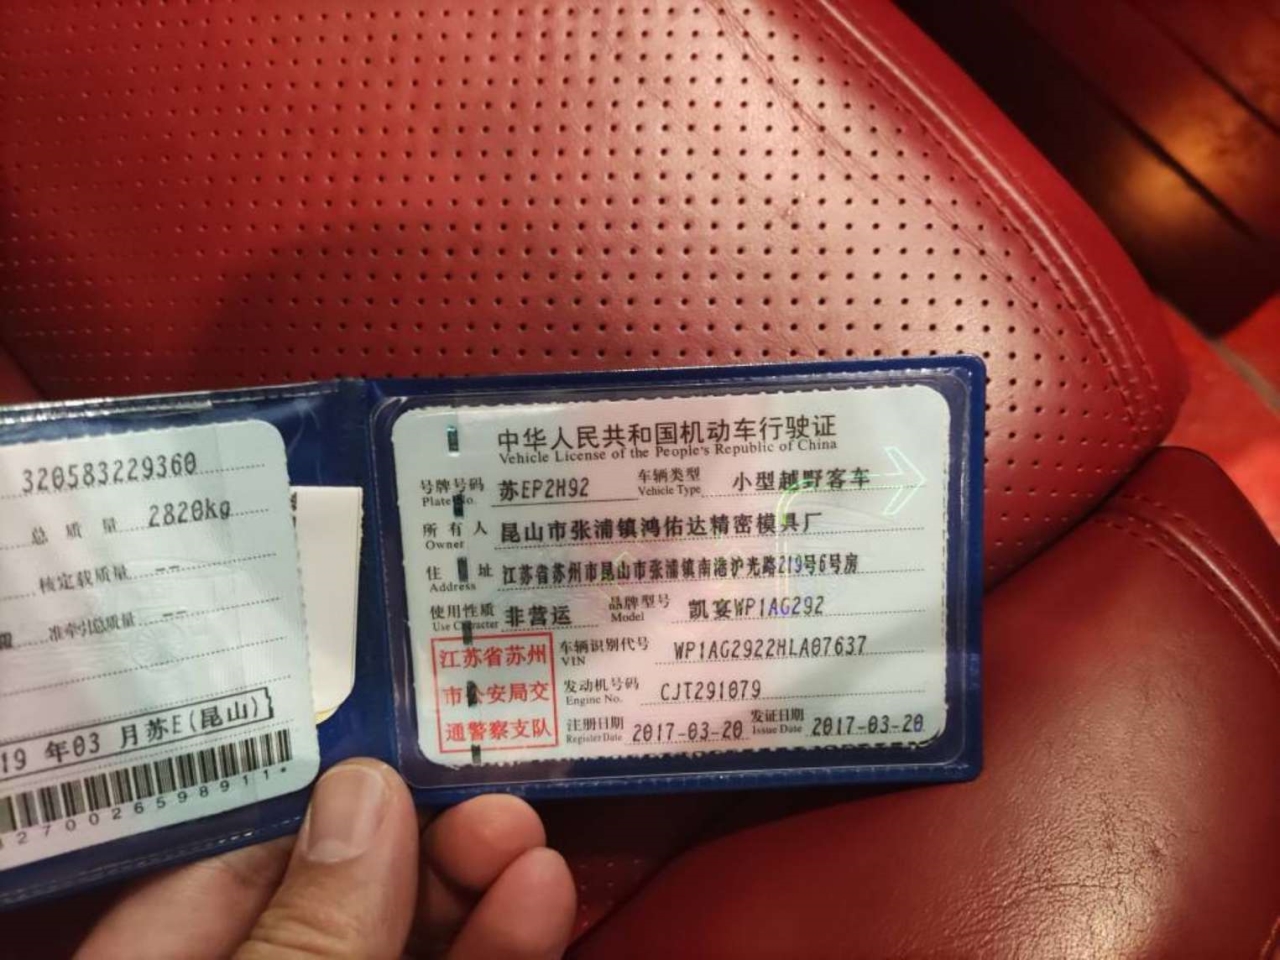 320583229360
总质量 2820kg
核定载质量 --
准牵引总质量 --
19 年03 月苏E(昆山)
270026598911*
中华人民共和国机动车行驶证
Vehicle License of the People's Republic of China
号牌号码 苏EP2H92 车辆类型 小型越野客车
Plate No. Vehicle Type
所有人 昆山市张浦镇鸿佑达精密模具厂
Owner
住址 江苏省苏州市昆山市张浦镇南港沪光路219号6号房
Address
使用性质 非营运 品牌型号 凯宴WP1AG292
Use Character Model
江苏省苏州
市公安局交
通警察支队
车辆识别代号 WP1AG2922HLA07637
VIN
发动机号码 CJT291079
Engine No.
注册日期 2017-03-20 发证日期 2017-03-20
Register Date Issue Date